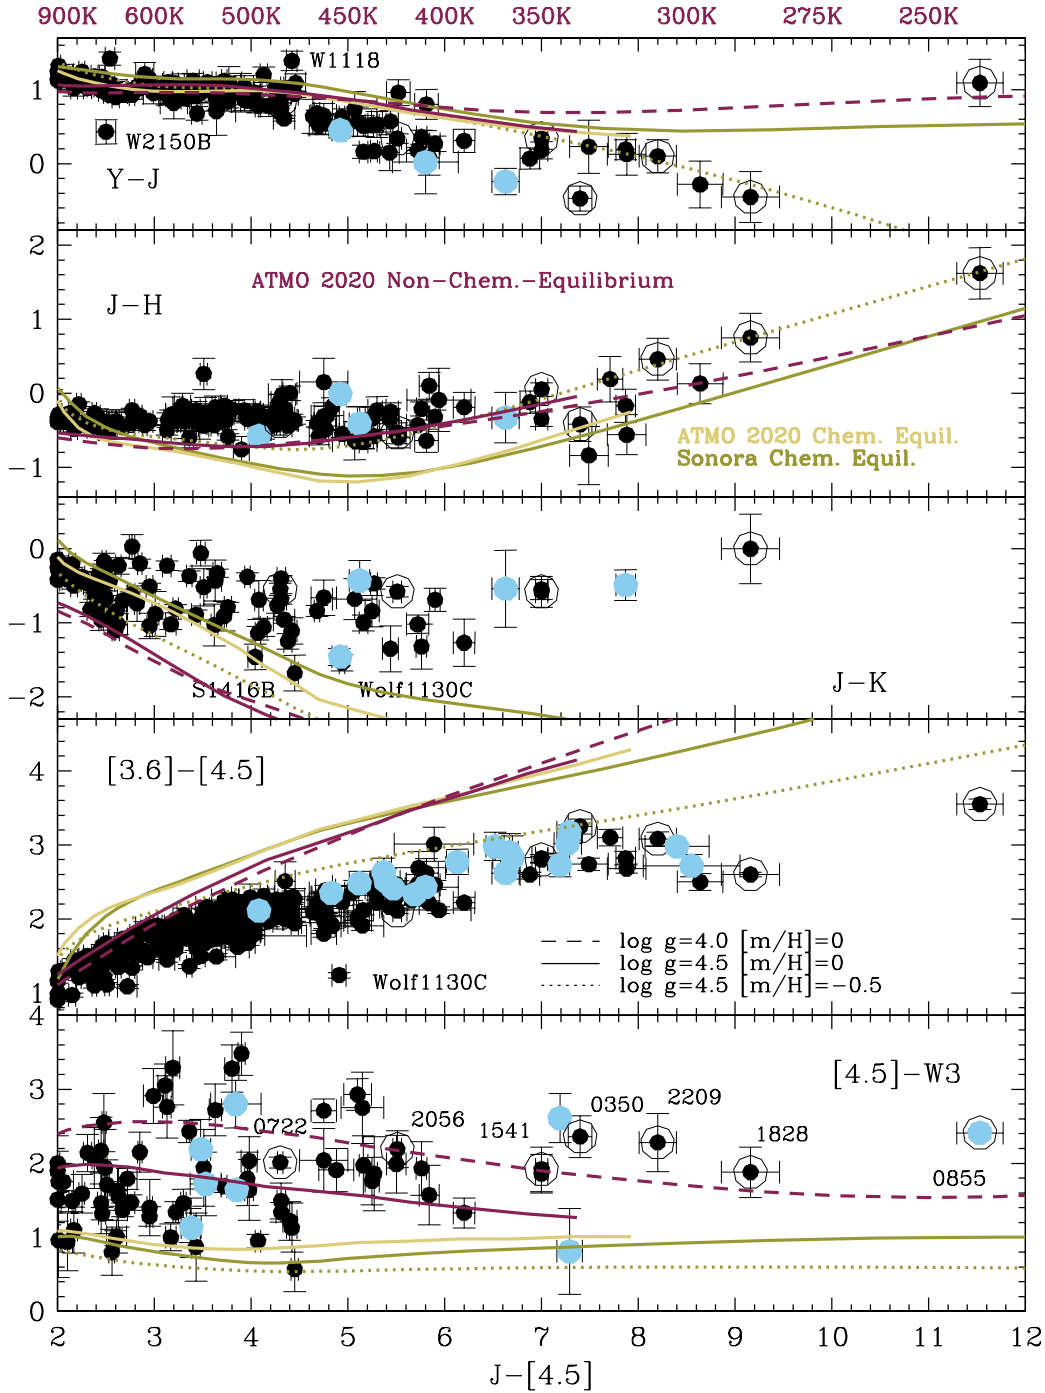 900K 600K 500K 450K 400K 350K 300K 275K 250K
1
0
W1118
W2150B
Y-J
2
1
0
-1
ATMO 2020 Non-Chem.-Equilibrium
J-H
ATMO 2020 Chem. Equil.
Sonora Chem. Equil.
0
-1
-2
S1416B
Wolf1130C
J-K
4
3
2
1
[3.6]-[4.5]
Wolf1130C
log g=4.0 [m/H]=0
log g=4.5 [m/H]=0
log g=4.5 [m/H]=-0.5
4
3
2
1
0
[4.5]-W3
0722
2056
1541
0350
2209
1828
0855
2 3 4 5 6 7 8 9 10 11 12
J-[4.5]